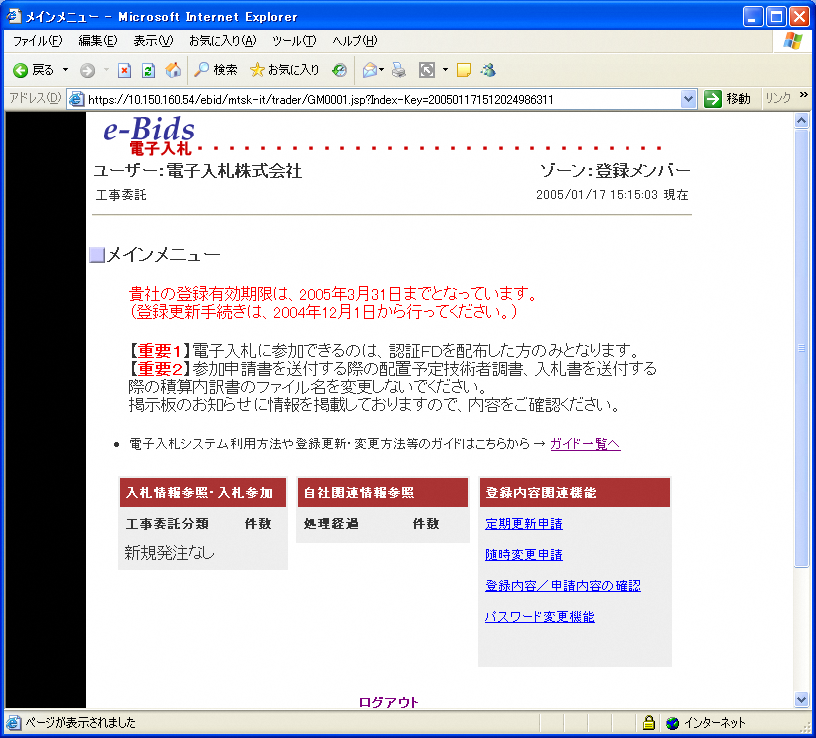 メインメニュー - Microsoft Internet Explorer
ファイル(F) 編集(E) 表示(V) お気に入り(A) ツール(T) ヘルプ(H)
戻る 検索 お気に入り
アドレス(D) https://10.150.160.54/ebid/mtsk-it/trader/GM0001.jsp?Index-Key=200501171512024986311 移動 リンク »
e-Bids
電子入札
ユーザー：電子入札株式会社 ゾーン：登録メンバー
工事委託 2005/01/17 15:15:03 現在
メインメニュー
貴社の登録有効期限は、2005年3月31日までとなっています。
（登録更新手続きは、2004年12月1日から行ってください。）
【重要１】電子入札に参加できるのは、認証FDを配布した方のみとなります。
【重要２】参加申請書を送付する際の配置予定技術者調書、入札書を送付する
際の積算内訳書のファイル名を変更しないでください。
掲示板のお知らせに情報を掲載しておりますので、内容をご確認ください。
• 電子入札システム利用方法や登録更新・変更方法等のガイドはこちらから → ガイド一覧へ
入札情報参照・入札参加 自社関連情報参照 登録内容関連機能
工事委託分類 件数 処理経過 件数 定期更新申請
新規発注なし
随時変更申請
登録内容／申請内容の確認
パスワード変更機能
ログアウト
ページが表示されました インターネット